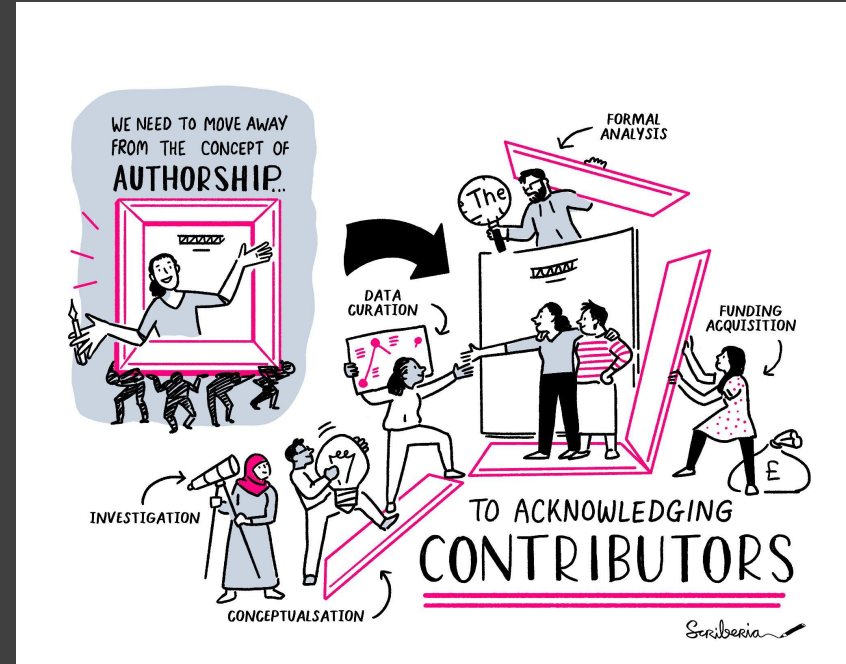 WE NEED TO MOVE AWAY
FROM THE CONCEPT OF
AUTHORSHIP...
FORMAL
ANALYSIS
The
DATA
CURATION
FUNDING
ACQUISITION
£
INVESTIGATION
CONCEPTUALSATION
TO ACKNOWLEDGING
CONTRIBUTORS
Scriberia